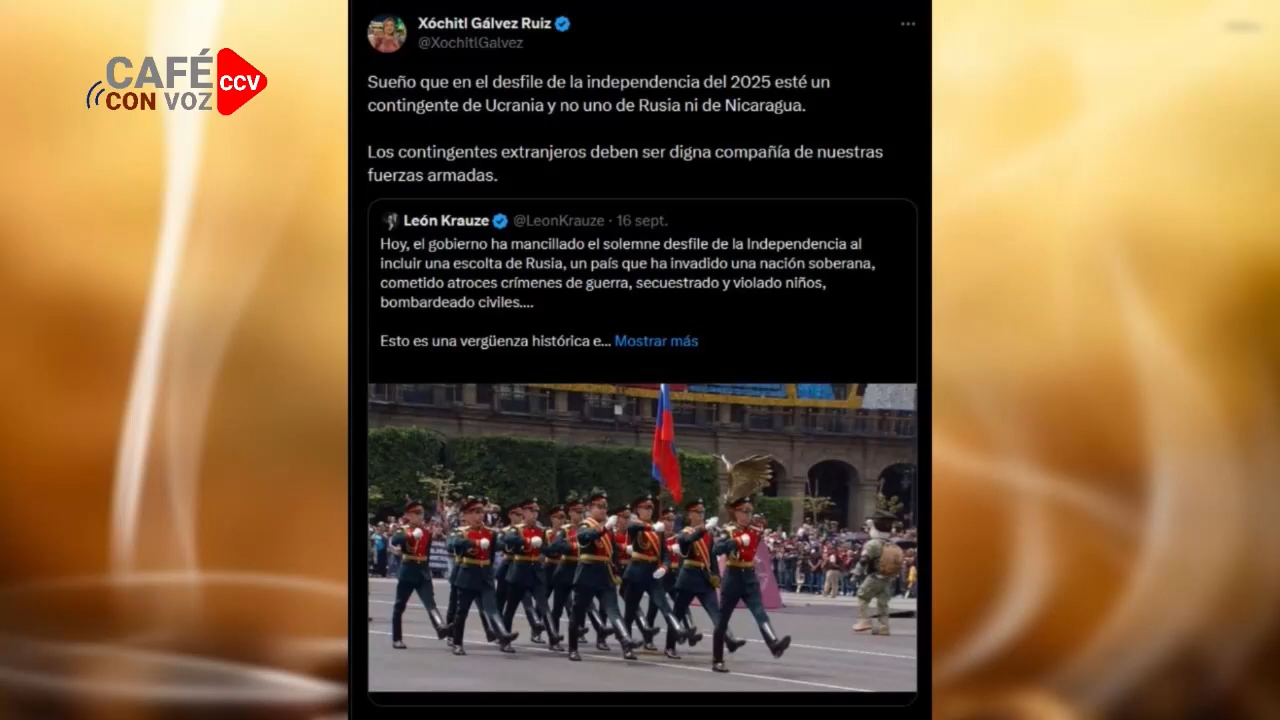 CAFÉ
CON VOZ
CCV
Xóchitl Gálvez Ruiz
@XochitlGalvez
Sueño que en el desfile de la independencia del 2025 esté un
contingente de Ucrania y no uno de Rusia ni de Nicaragua.
Los contingentes extranjeros deben ser digna compañía de nuestras
fuerzas armadas.
León Krauze @LeonKrauze · 16 sept.
Hoy, el gobierno ha mancillado el solemne desfile de la Independencia al
incluir una escolta de Rusia, un país que ha invadido una nación soberana,
cometido atroces crímenes de guerra, secuestrado y violado niños,
bombardeado civiles....
Esto es una vergüenza histórica e... Mostrar más